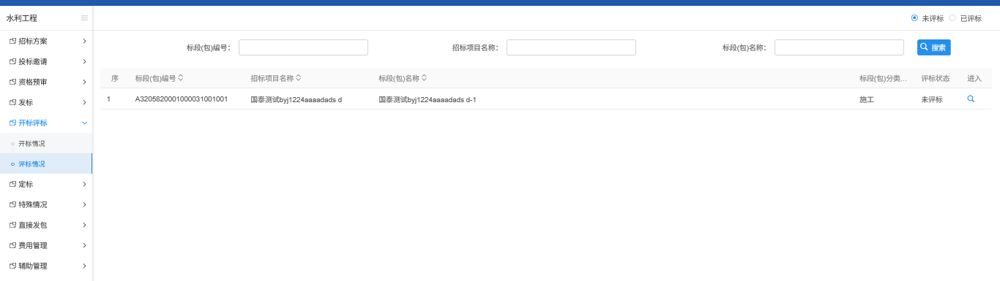 水利工程
未评标 已评标
招标方案
投标邀请
资格预审
发标
开标评标
开标情况
评标情况
定标
特殊情况
直接发包
费用管理
辅助管理
标段(包)编号： 招标项目名称： 标段(包)名称： 搜索
序 标段(包)编号 招标项目名称 标段(包)名称 标段(包)分类... 评标状态 进入
1 A3205820001000031001001 国泰测试byj1224aaaadads d 国泰测试byj1224aaaadads d-1 施工 未评标